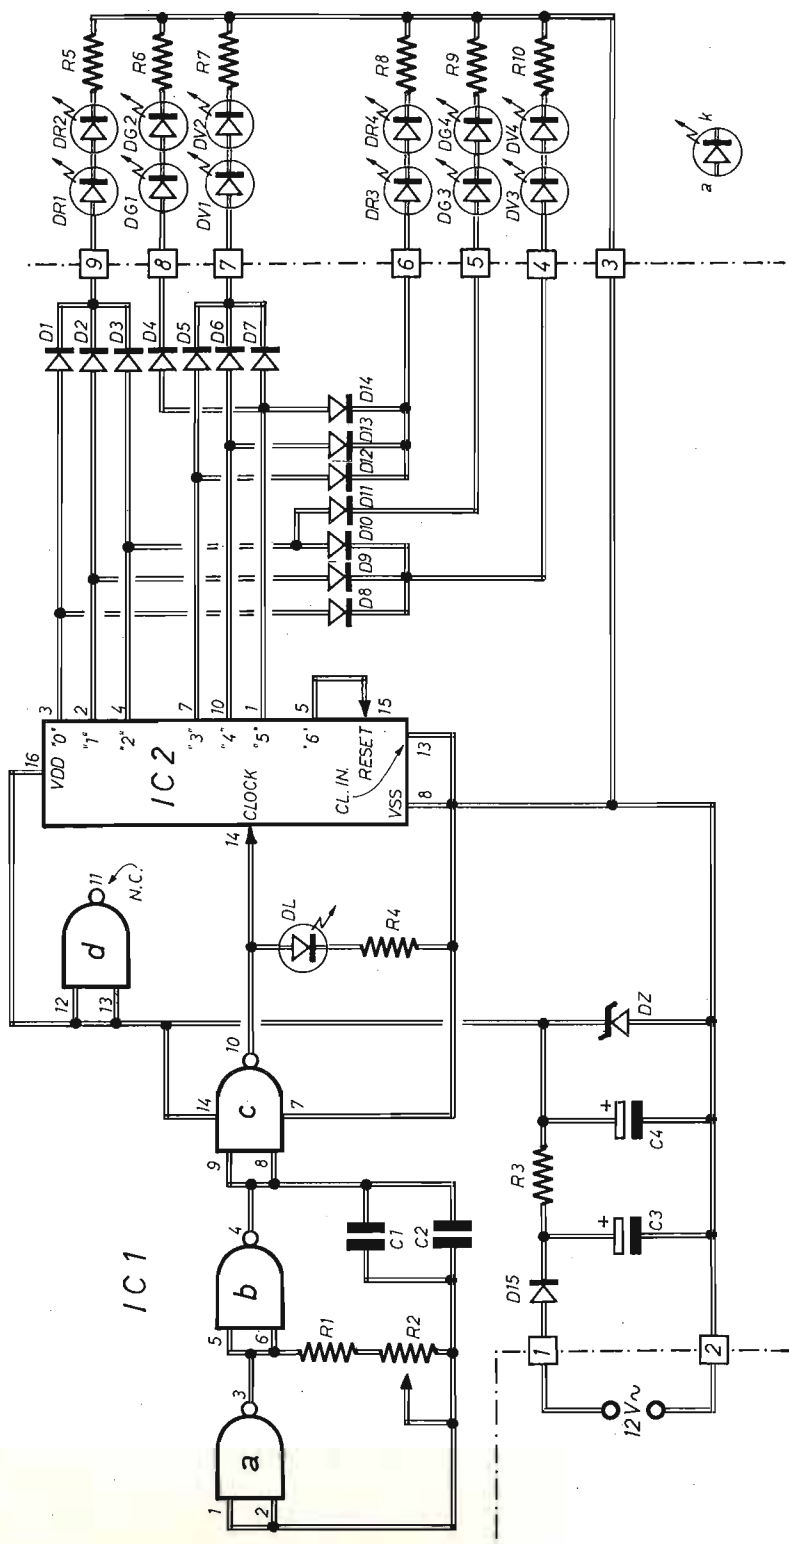 R5
R6
R7
R8
R9
R10
DR2
DG2
DV2
DR4
DG4
DV4
DR1
DG1
DV1
DR3
DG3
DV3
a
k
9
8
7
6
5
4
3
D1
D2
D3
D4
D5
D6
D7
D14
D13
D12
D11
D10
D9
D8
3
2
4
7
10
1
5
15
16
VDD
"0"
"1"
"2"
"3"
"4"
"5"
"6"
IC2
CLOCK
RESET
CL.IN.
VSS
13
8
14
d
11
N.C.
12
13
DL
R4
10
c
14
7
9
8
DZ
IC1
4
b
5
6
C1
C2
R3
C4
+
C3
+
D15
R1
R2
3
a
1
2
1
2
12V~